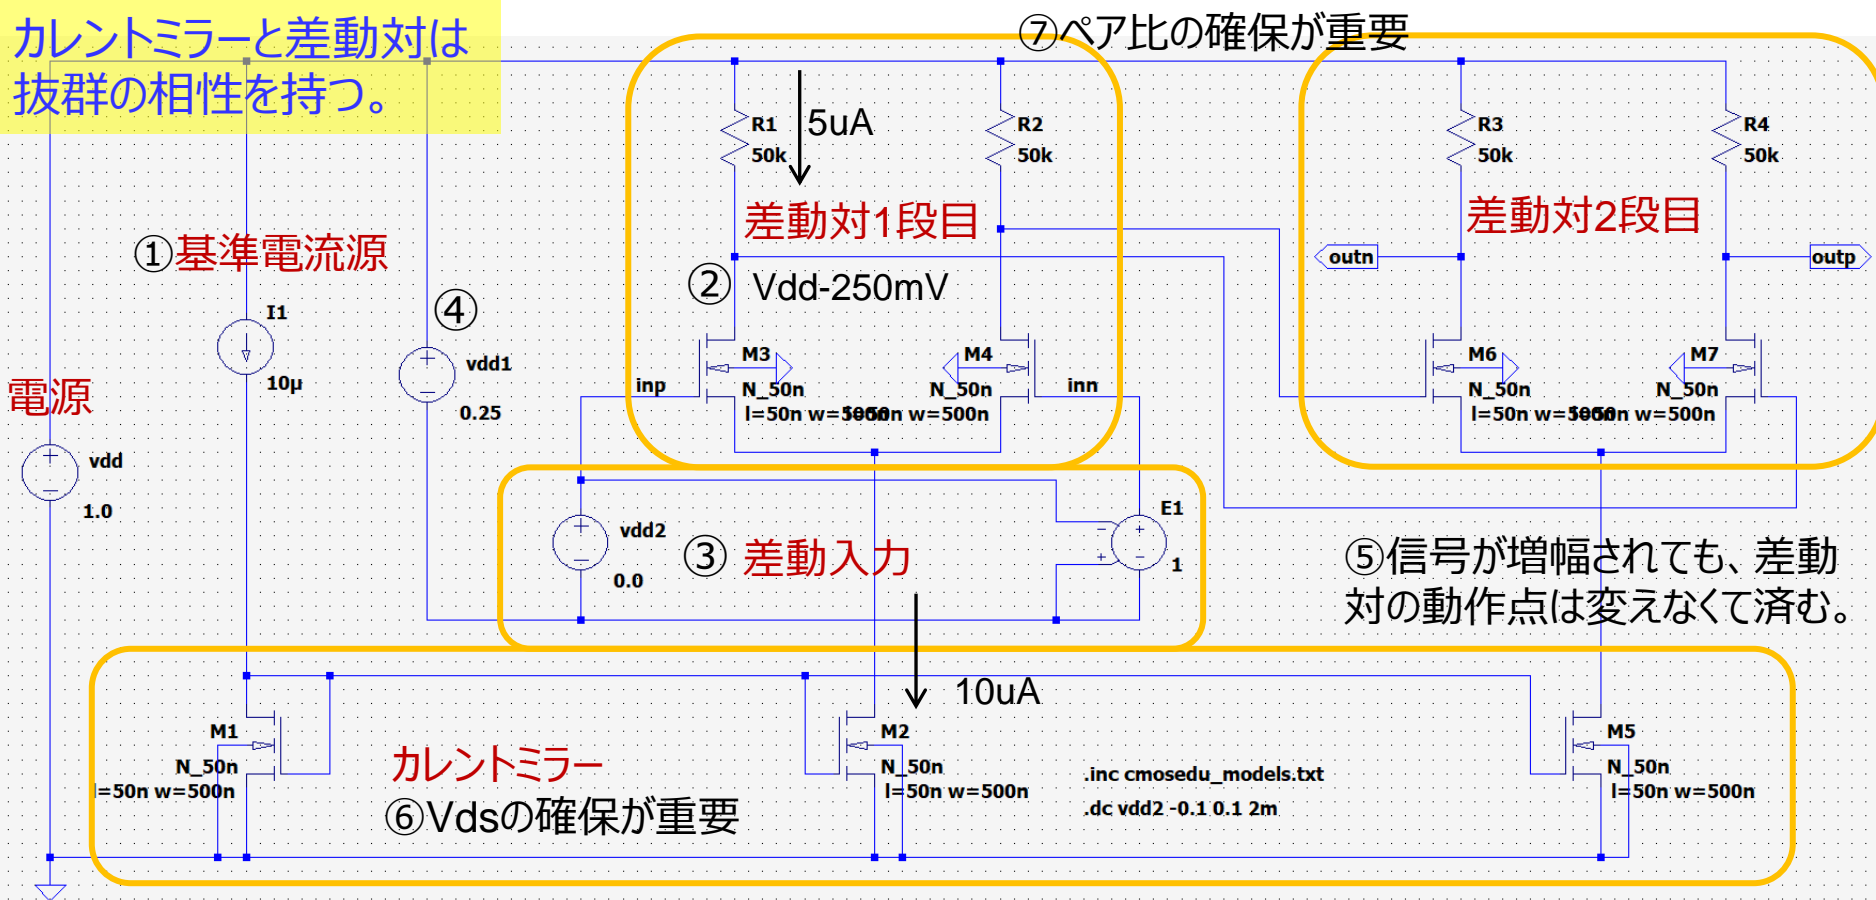 カレントミラーと差動対は
抜群の相性を持つ。
⑦ペア比の確保が重要
R1
50k
5uA
R2
50k
R3
50k
R4
50k
差動対1段目
差動対2段目
①基準電流源
② Vdd-250mV
outn
outp
④
I1
10µ
vdd1
0.25
M3
N_50n
M4
N_50n
inp
inn
l=50n w=500n
l=50n w=500n
M6
N_50n
M7
N_50n
l=50n w=500n
l=50n w=500n
電源
vdd
1.0
vdd2
0.0
③ 差動入力
E1
1
⑤信号が増幅されても、差動
対の動作点は変えなくて済む。
10uA
M1
N_50n
l=50n w=500n
カレントミラー
⑥Vdsの確保が重要
M2
N_50n
l=50n w=500n
.inc cmosedu_models.txt
.dc vdd2 -0.1 0.1 2m
M5
N_50n
l=50n w=500n